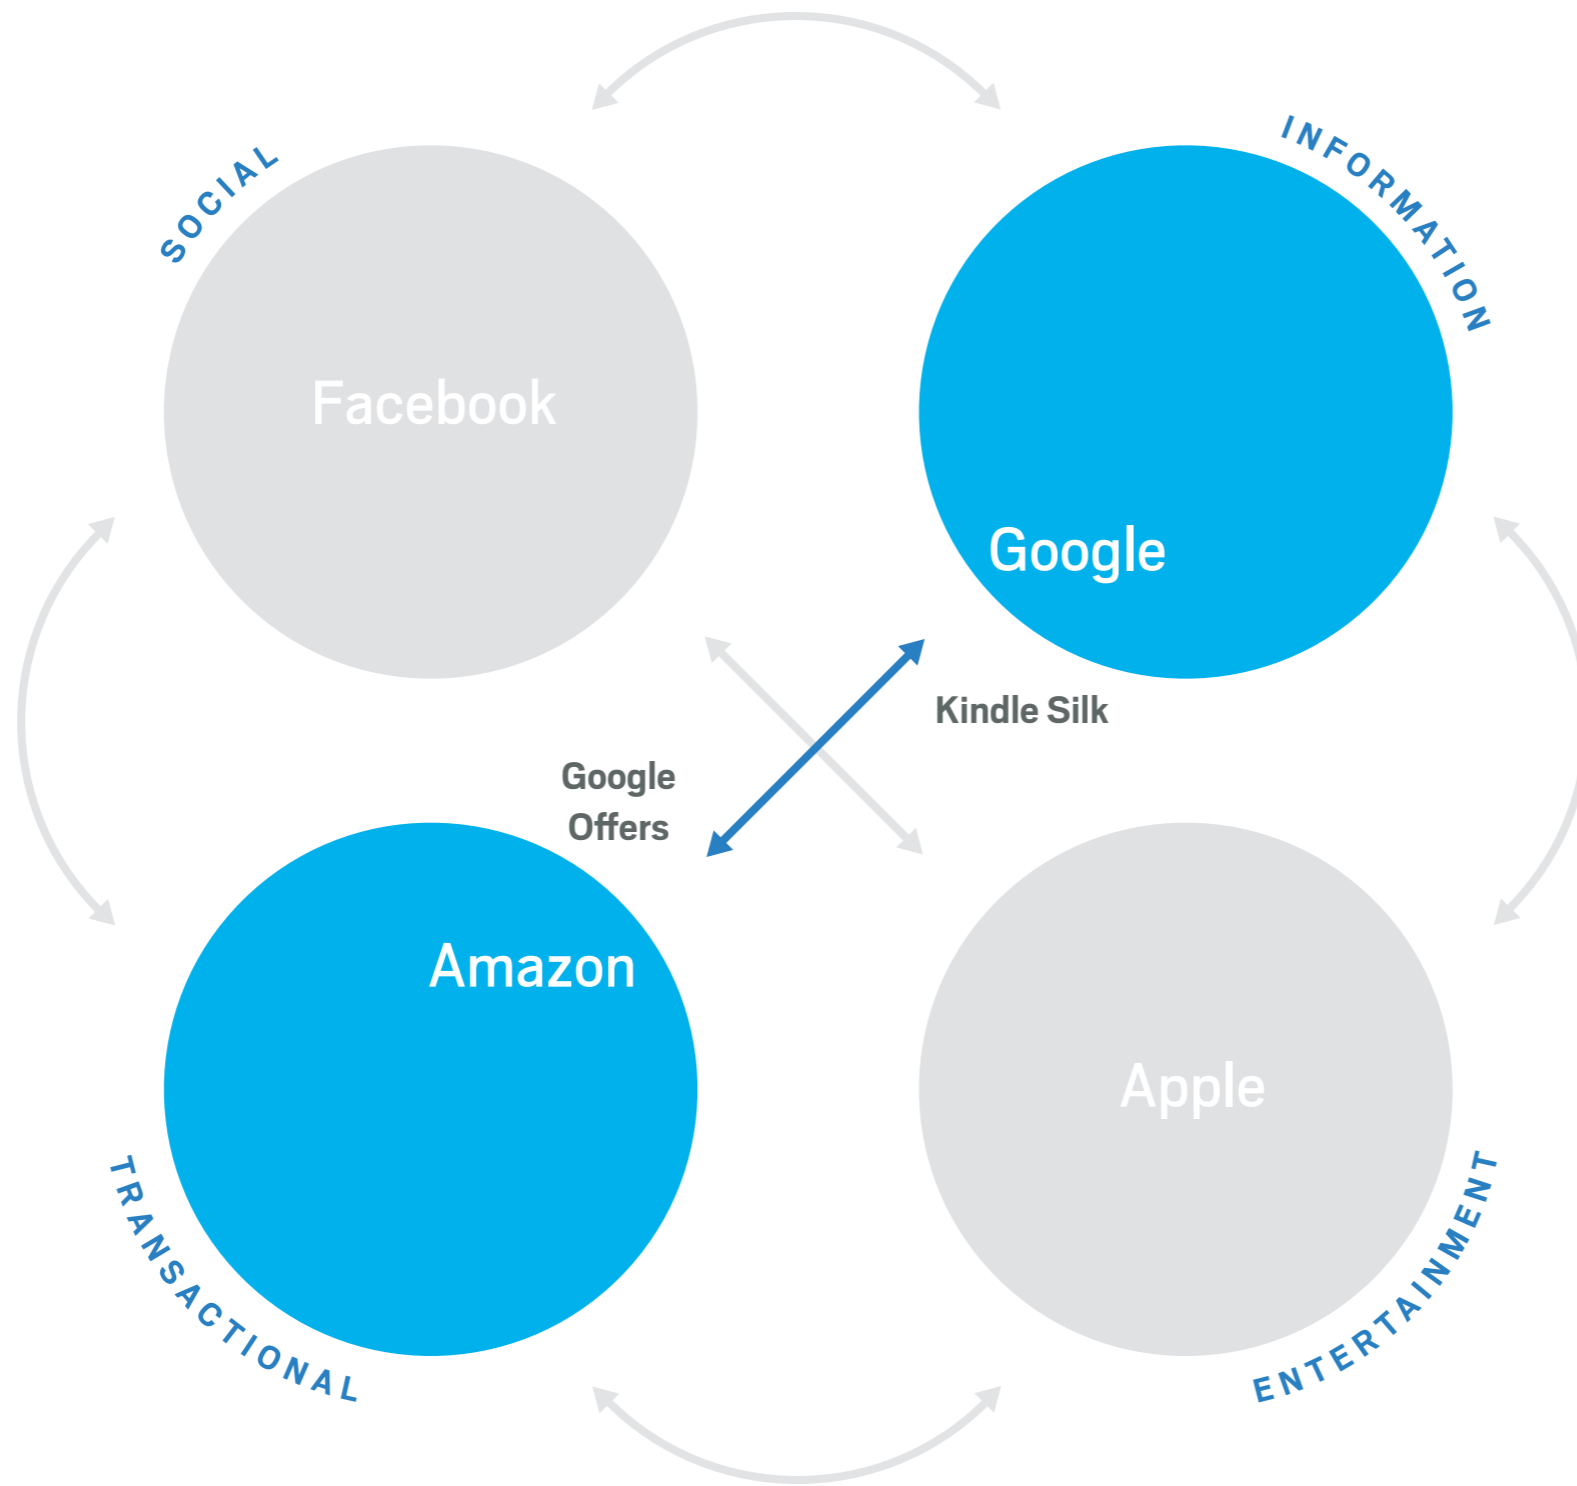 SOCIAL
INFORMATION
Facebook
Google
Kindle Silk
Google
Offers
Amazon
Apple
TRANSACTIONAL
ENTERTAINMENT